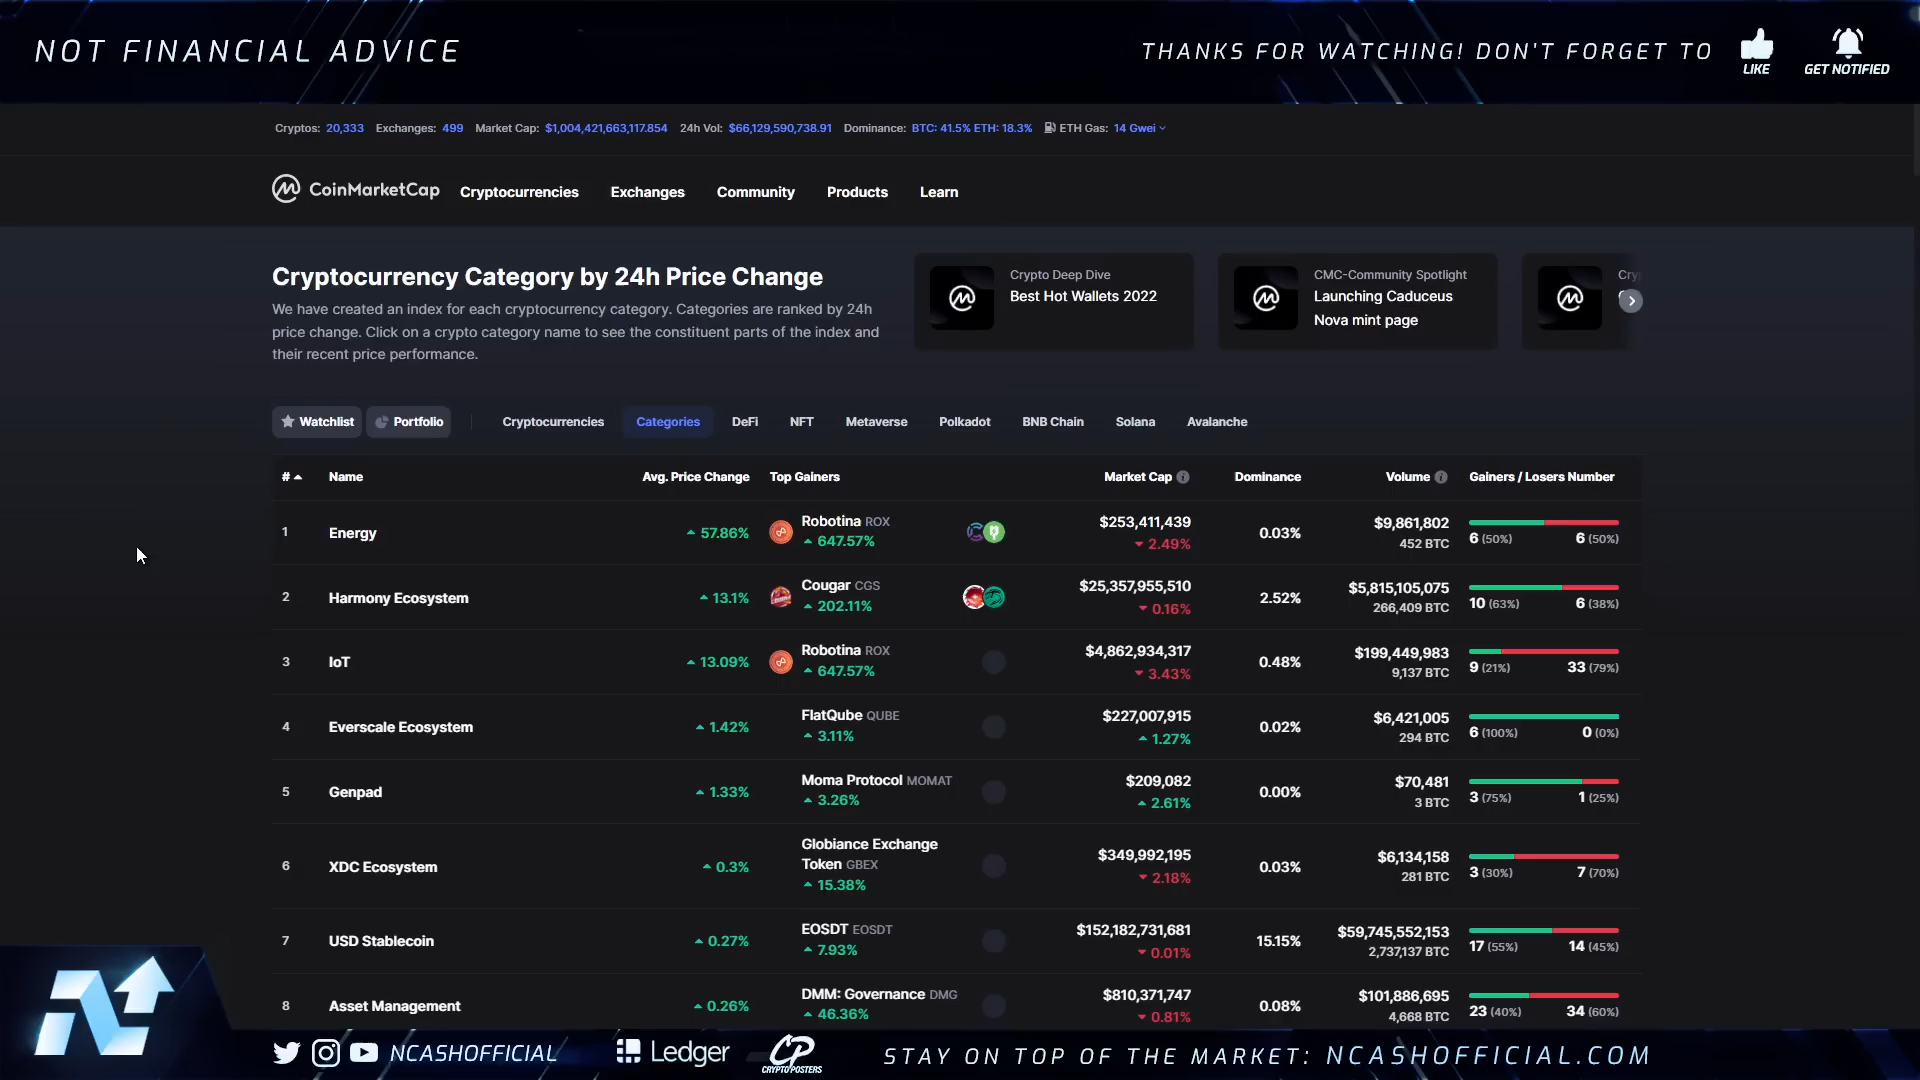 NOT FINANCIAL ADVICE
THANKS FOR WATCHING! DON'T FORGET TO
LIKE
GET NOTIFIED
Cryptos: 20,333 Exchanges: 499 Market Cap: $1,004,421,663,117.854 24h Vol: $66,129,590,738.91 Dominance: BTC: 41.5% ETH: 18.3% ETH Gas: 14 Gwei
CoinMarketCap Cryptocurrencies Exchanges Community Products Learn
Cryptocurrency Category by 24h Price Change
We have created an index for each cryptocurrency category. Categories are ranked by 24h
price change. Click on a crypto category name to see the constituent parts of the index and
their recent price performance.
Crypto Deep Dive
Best Hot Wallets 2022
CMC-Community Spotlight
Launching Caduceus
Nova mint page
Watchlist Portfolio Cryptocurrencies Categories DeFi NFT Metaverse Polkadot BNB Chain Solana Avalanche
# Name Avg. Price Change Top Gainers Market Cap Dominance Volume Gainers / Losers Number
1 Energy 57.86% Robotina ROX 647.57% $253,411,439 2.49% 0.03% $9,861,802 452 BTC 6 (50%) 6 (50%)
2 Harmony Ecosystem 13.1% Cougar CGS 202.11% $25,357,955,510 0.16% 2.52% $5,815,105,075 266,409 BTC 10 (63%) 6 (38%)
3 IoT 13.09% Robotina ROX 647.57% $4,862,934,317 3.43% 0.48% $199,449,983 9,137 BTC 9 (21%) 33 (79%)
4 Everscale Ecosystem 1.42% FlatQube QUBE 3.11% $227,007,915 1.27% 0.02% $6,421,005 294 BTC 6 (100%) 0 (0%)
5 Genpad 1.33% Moma Protocol MOMAT 3.26% $209,082 2.61% 0.00% $70,481 3 BTC 3 (75%) 1 (25%)
6 XDC Ecosystem 0.3% Globiance Exchange Token GBEX 15.38% $349,992,195 2.18% 0.03% $6,134,158 281 BTC 3 (30%) 7 (70%)
7 USD Stablecoin 0.27% EOSDT EOSDT 7.93% $152,182,731,681 0.01% 15.15% $59,745,552,153 2,737,137 BTC 17 (55%) 14 (45%)
8 Asset Management 0.26% DMM: Governance DMG 46.36% $810,371,747 0.81% 0.08% $101,886,695 4,668 BTC 23 (40%) 34 (60%)
NCASHOFFICIAL
Ledger
CP
CRYPTOPOSTERS
STAY ON TOP OF THE MARKET: NCASHOFFICIAL.COM